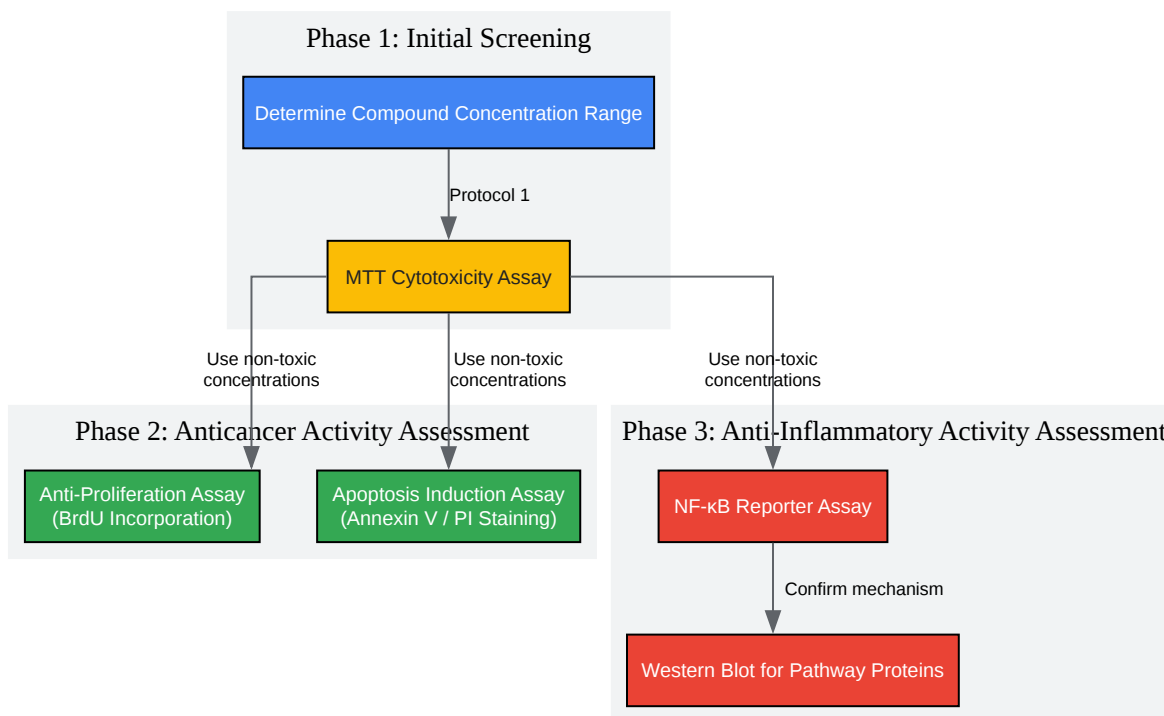 Phase 1: Initial Screening
Determine Compound Concentration Range
Protocol 1
MTT Cytotoxicity Assay
Use non-toxic
concentrations
Use non-toxic
concentrations
Use non-toxic
concentrations
Phase 2: Anticancer Activity Assessment
Anti-Proliferation Assay
(BrdU Incorporation)
Apoptosis Induction Assay
(Annexin V / PI Staining)
Phase 3: Anti-Inflammatory Activity Assessment
NF-κB Reporter Assay
Confirm mechanism
Western Blot for Pathway Proteins